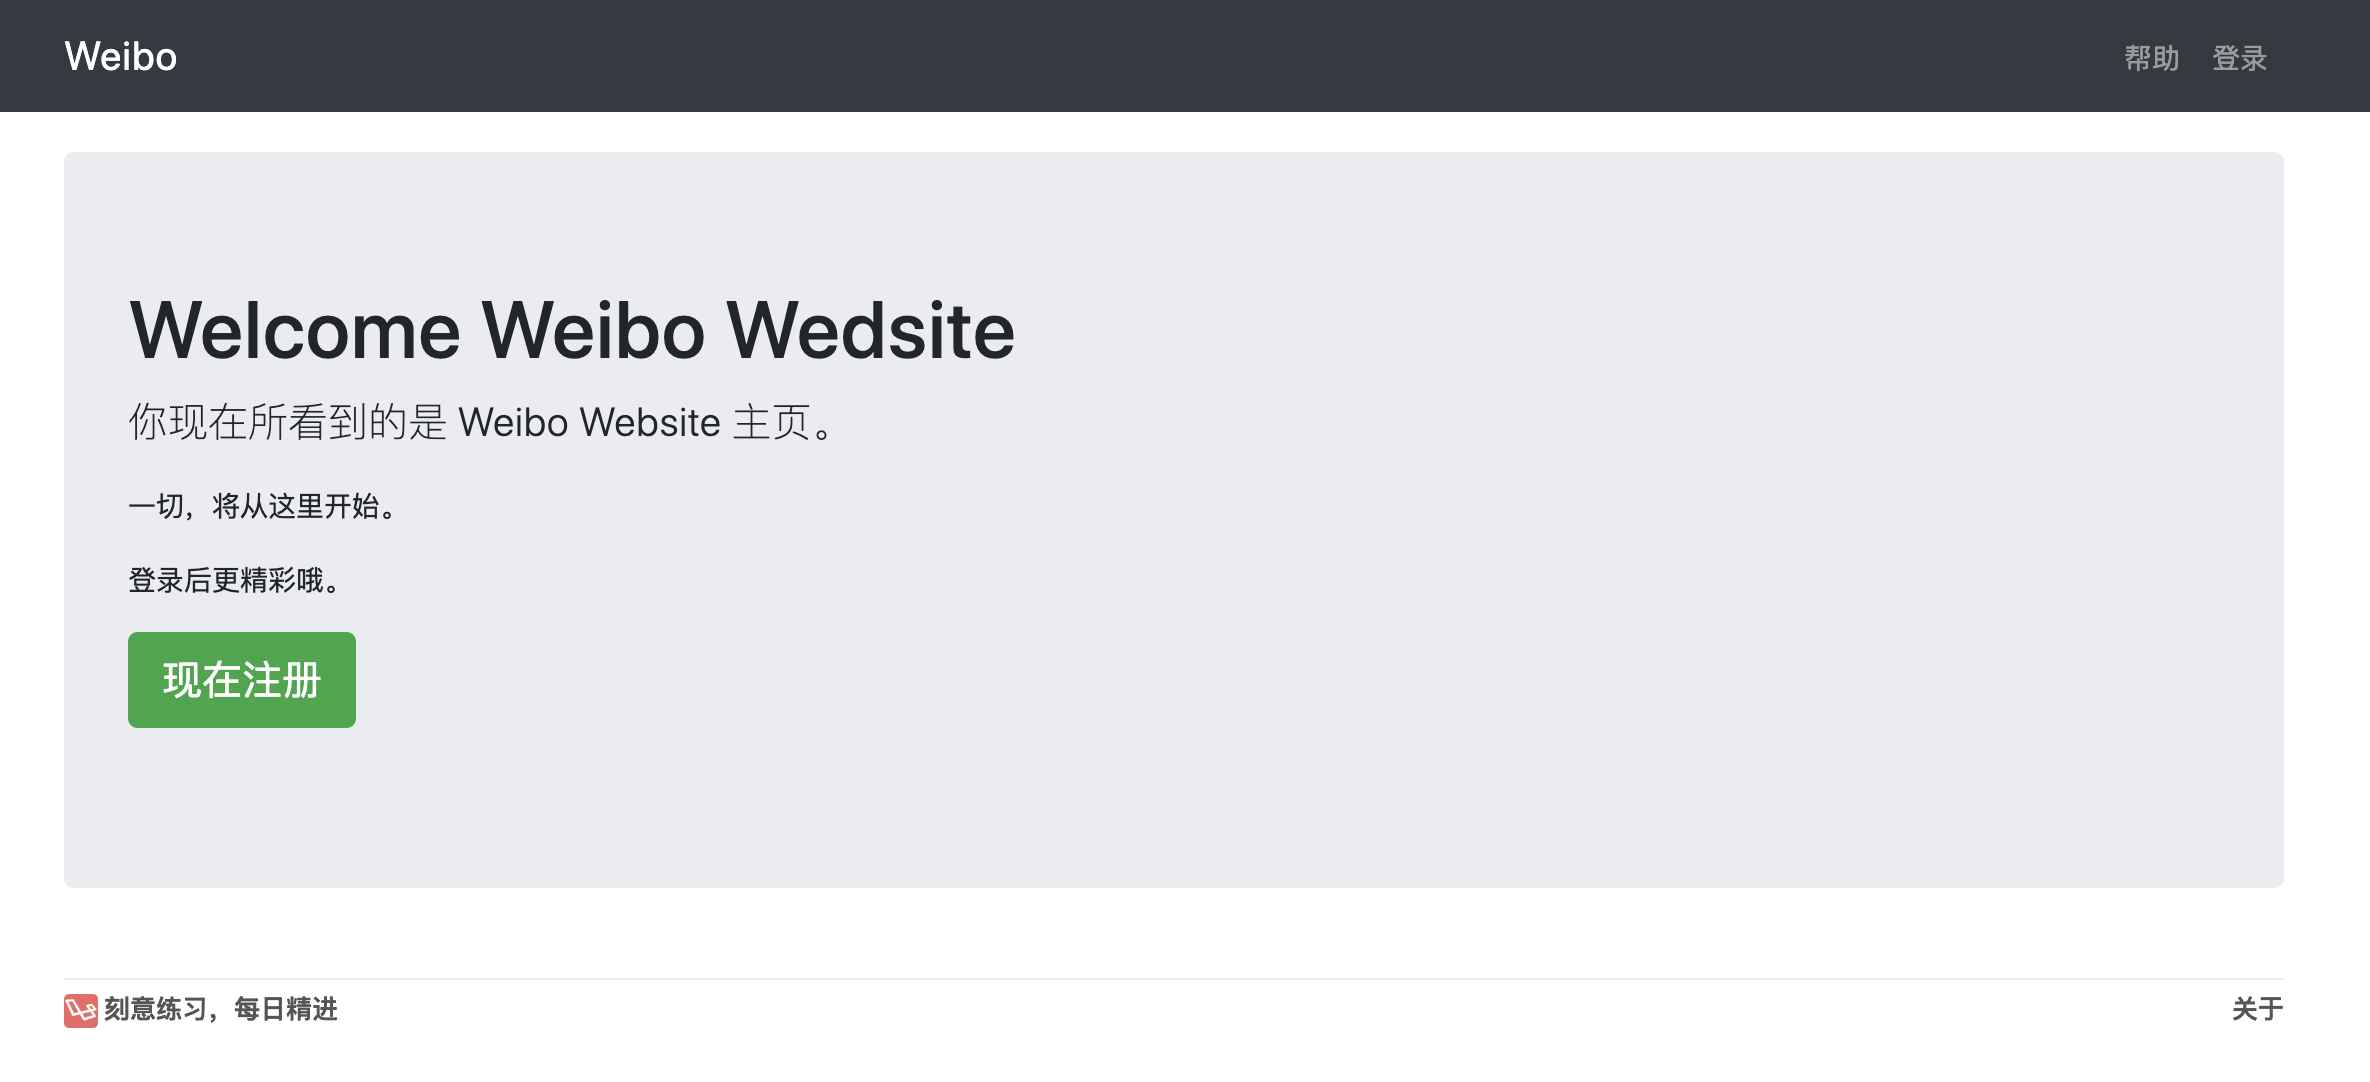 Weibo
帮助 登录
Welcome Weibo Wedsite
你现在所看到的是 Weibo Website 主页。
一切，将从这里开始。
登录后更精彩哦。
现在注册
刻意练习，每日精进
关于